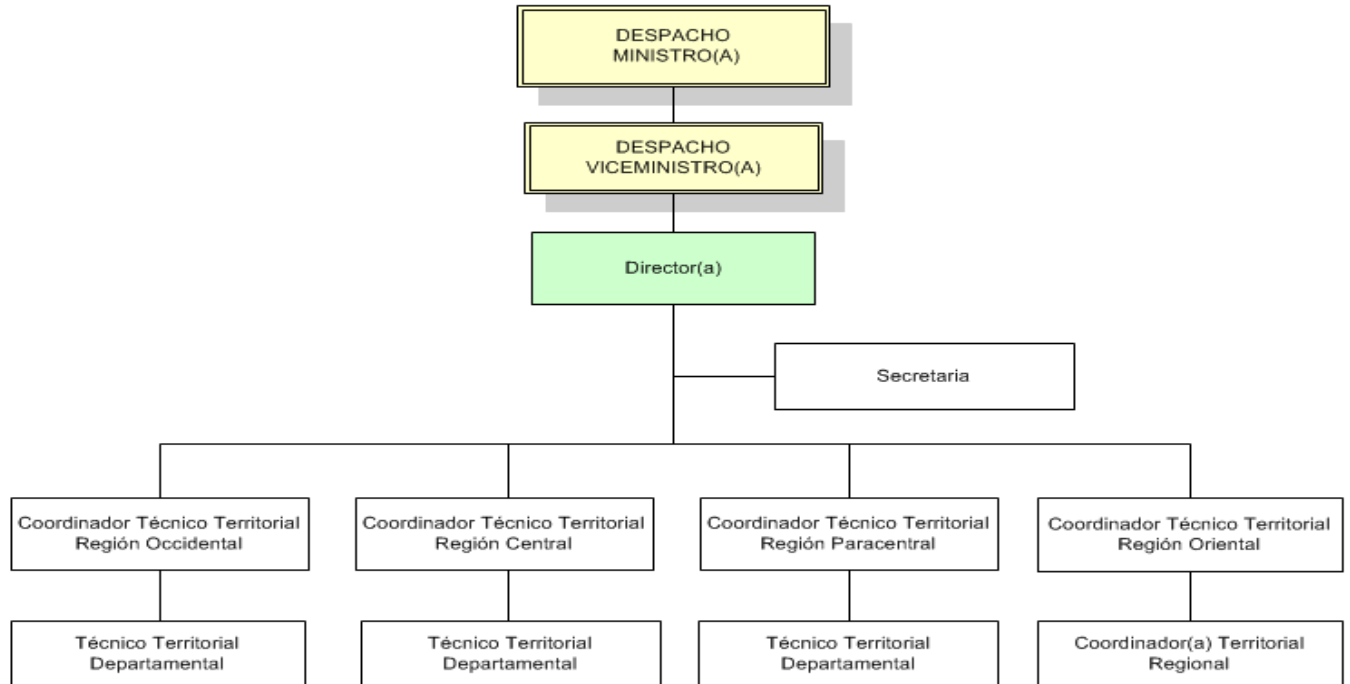 DESPACHO
MINISTRO(A)
DESPACHO
VICEMINISTRO(A)
Director(a)
Secretaria
Coordinador Técnico Territorial
Región Occidental
Coordinador Técnico Territorial
Región Central
Coordinador Técnico Territorial
Región Paracentral
Coordinador Técnico Territorial
Región Oriental
Técnico Territorial
Departamental
Técnico Territorial
Departamental
Técnico Territorial
Departamental
Coordinador(a) Territorial
Regional